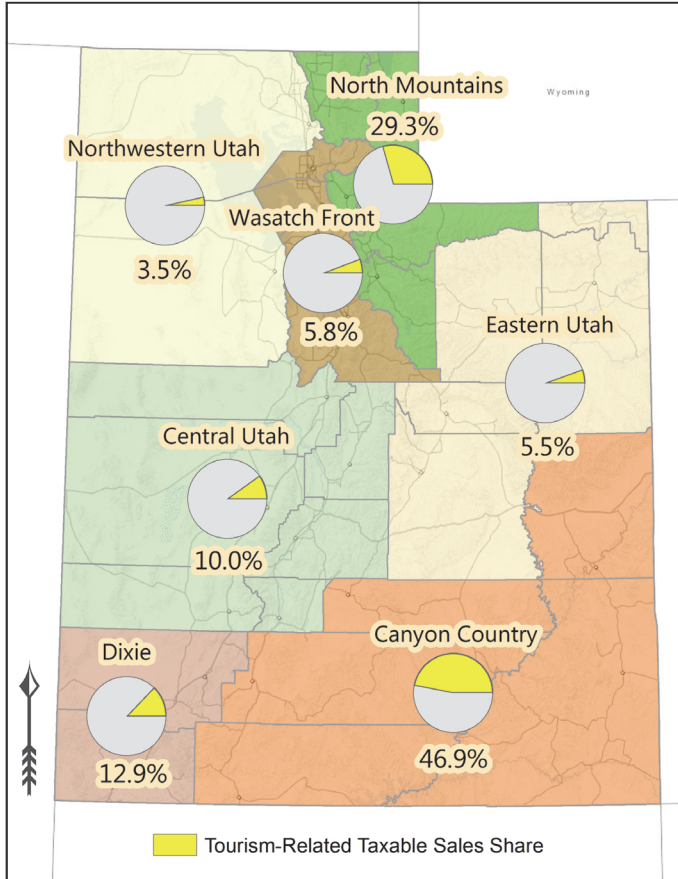 North Mountains
29.3%
Wyoming
Northwestern Utah
3.5%
Wasatch Front
5.8%
Eastern Utah
5.5%
Central Utah
10.0%
Dixie
12.9%
Canyon Country
46.9%
Tourism-Related Taxable Sales Share